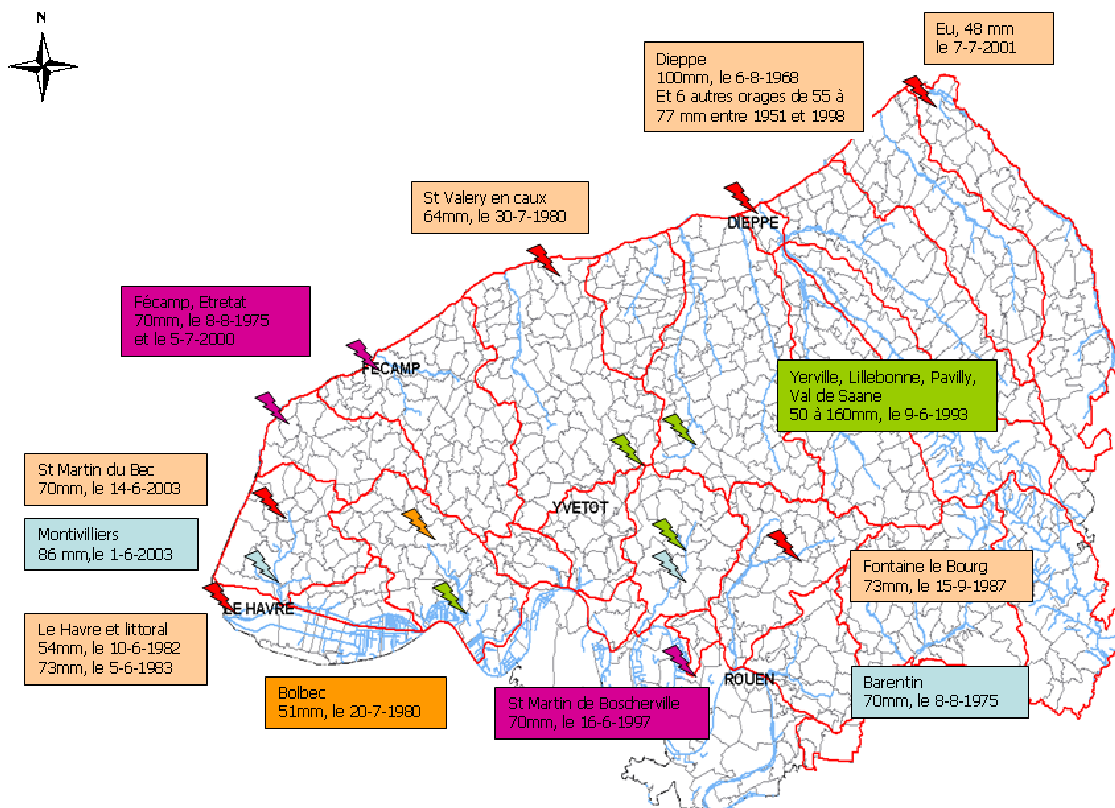 N
Eu, 48 mm
le 7-7-2001
Dieppe
100mm, le 6-8-1968
Et 6 autres orages de 55 à
77 mm entre 1951 et 1998
St Valery en caux
64mm, le 30-7-1980
DIEPPE
Fécamp, Etretat
70mm, le 8-8-1975
et le 5-7-2000
FECAMP
Yerville, Lillebonne, Pavilly,
Val de Saane
50 à 160mm, le 9-6-1993
St Martin du Bec
70mm, le 14-6-2003
YVETOT
Montivilliers
86 mm,le 1-6-2003
Fontaine le Bourg
73mm, le 15-9-1987
LE HAVRE
Le Havre et littoral
54mm, le 10-6-1982
73mm, le 5-6-1983
Bolbec
51mm, le 20-7-1980
St Martin de Boscherville
70mm, le 16-6-1997
ROUEN
Barentin
70mm, le 8-8-1975